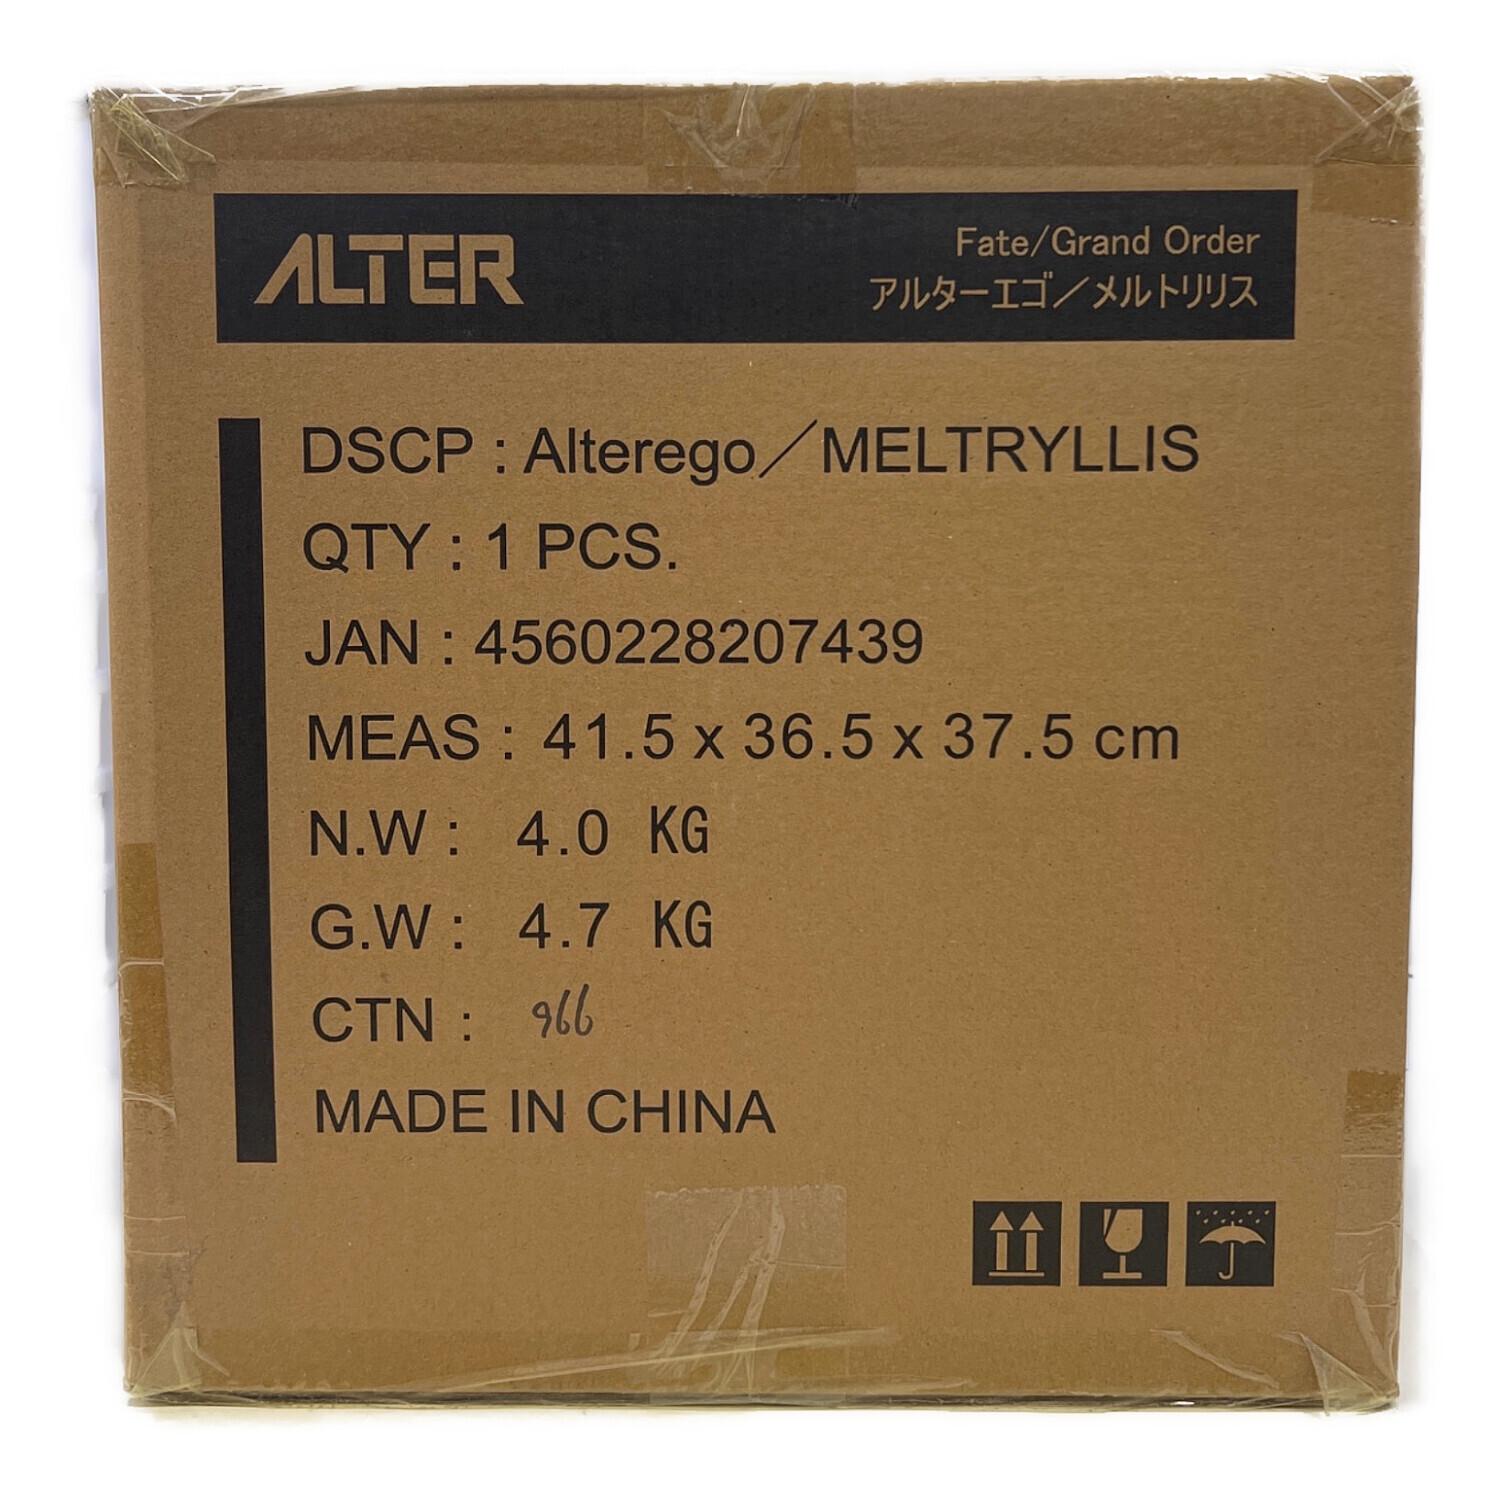 ALTER
Fate/Grand Order
アルターエゴ／メルトリリス
DSCP : Alterego／MELTRYLLIS
QTY : 1 PCS.
JAN : 4560228207439
MEAS : 41.5 x 36.5 x 37.5 cm
N.W : 4.0 KG
G.W : 4.7 KG
CTN : 966
MADE IN CHINA